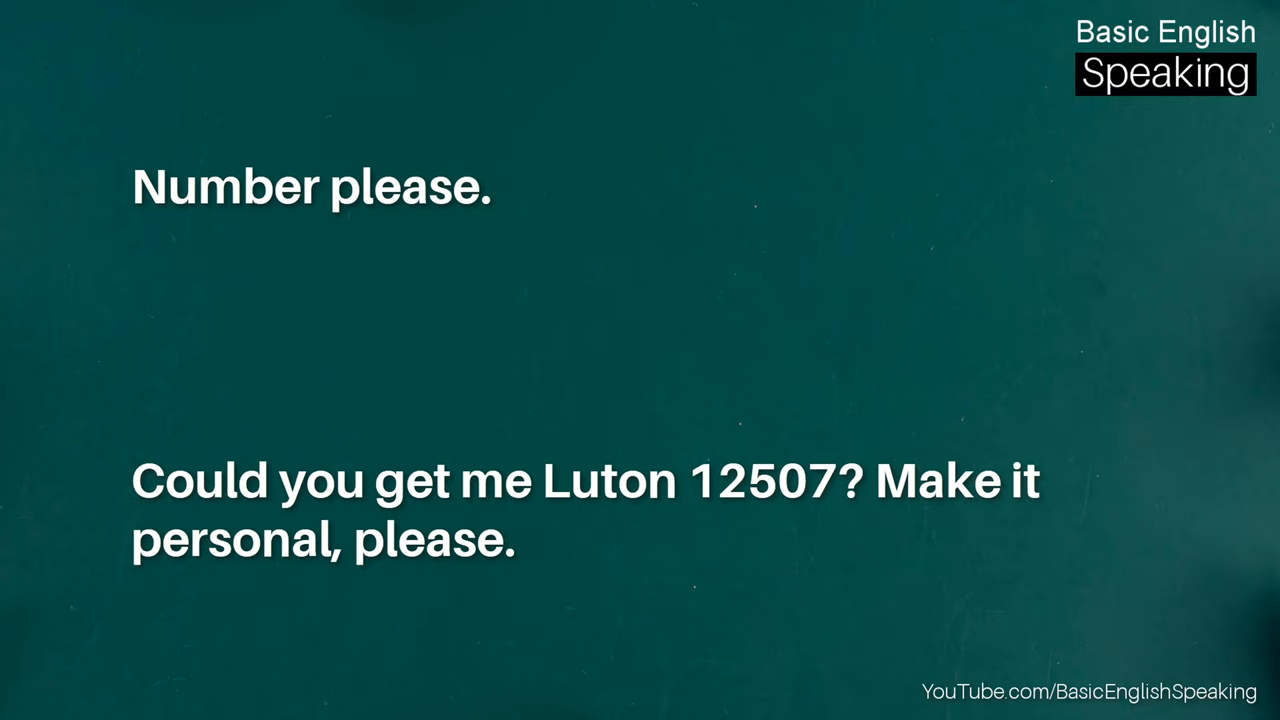 Basic English
Speaking
Number please.
Could you get me Luton 12507? Make it
personal, please.
YouTube.com/BasicEnglishSpeaking